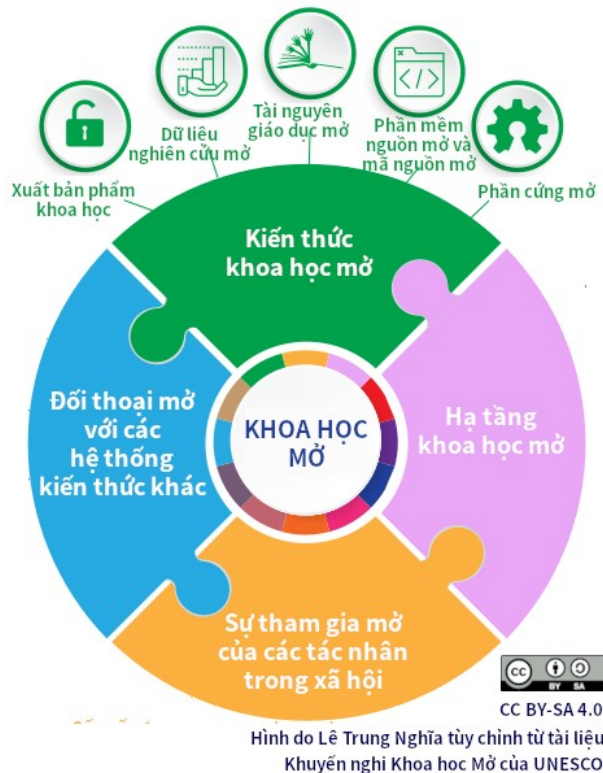 Xuất bản phẩm
khoa học
Dữ liệu
nghiên cứu mở
Tài nguyên
giáo dục mở
</>
Phần mềm
nguồn mở và
mã nguồn mở
Phần cứng mở
Kiến thức
khoa học mở
Đối thoại mở
với các
hệ thống
kiến thức khác
KHOA HỌC
MỞ
Hạ tầng
khoa học mở
Sự tham gia mở
của các tác nhân
trong xã hội
cc BY SA
CC BY-SA 4.0
Hình do Lê Trung Nghĩa tùy chỉnh từ tài liệu
Khuyến nghị Khoa học Mở của UNESCO